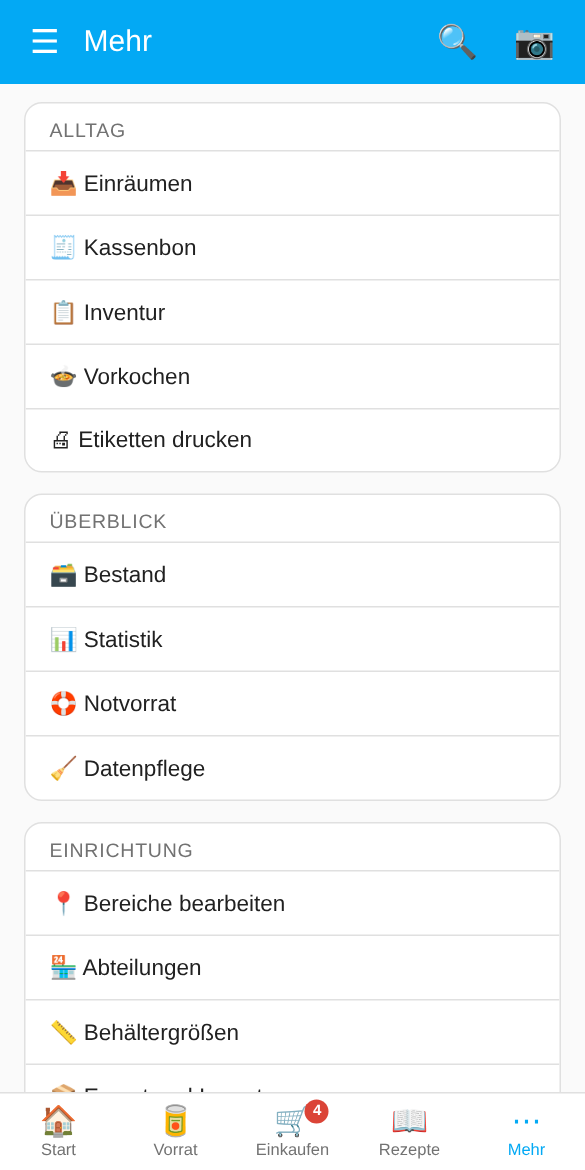 Mehr
ALLTAG
Einräumen
Kassenbon
Inventur
Vorkochen
Etiketten drucken
ÜBERBLICK
Bestand
Statistik
Notvorrat
Datenpflege
EINRICHTUNG
Bereiche bearbeiten
Abteilungen
Behältergrößen
4
Start
Vorrat
Einkaufen
Rezepte
Mehr